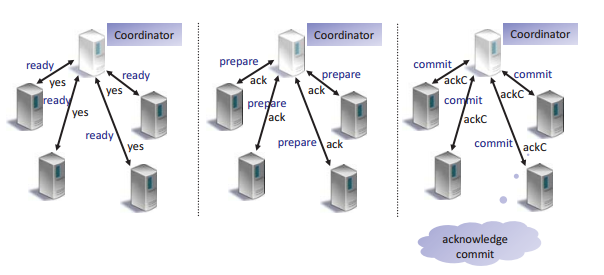 Coordinator
ready
ready
yes
yes
ready
yes
ready
yes
Coordinator
prepare
prepare
ack
ack
prepare
ack
prepare
ack
Coordinator
commit
commit
ackC
ackC
commit
ackC
commit
ackC
acknowledge
commit